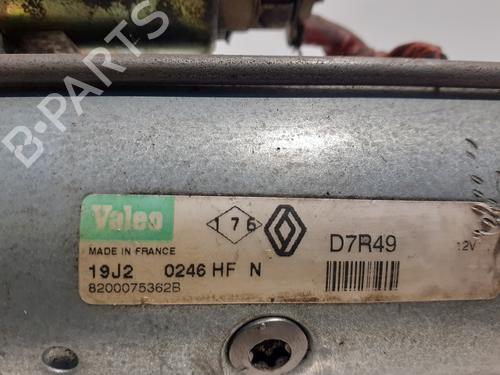 B-PARTS
Valeo 176 D7R49 12V
MADE IN FRANCE
19J2 0246 HF N
8200075362B